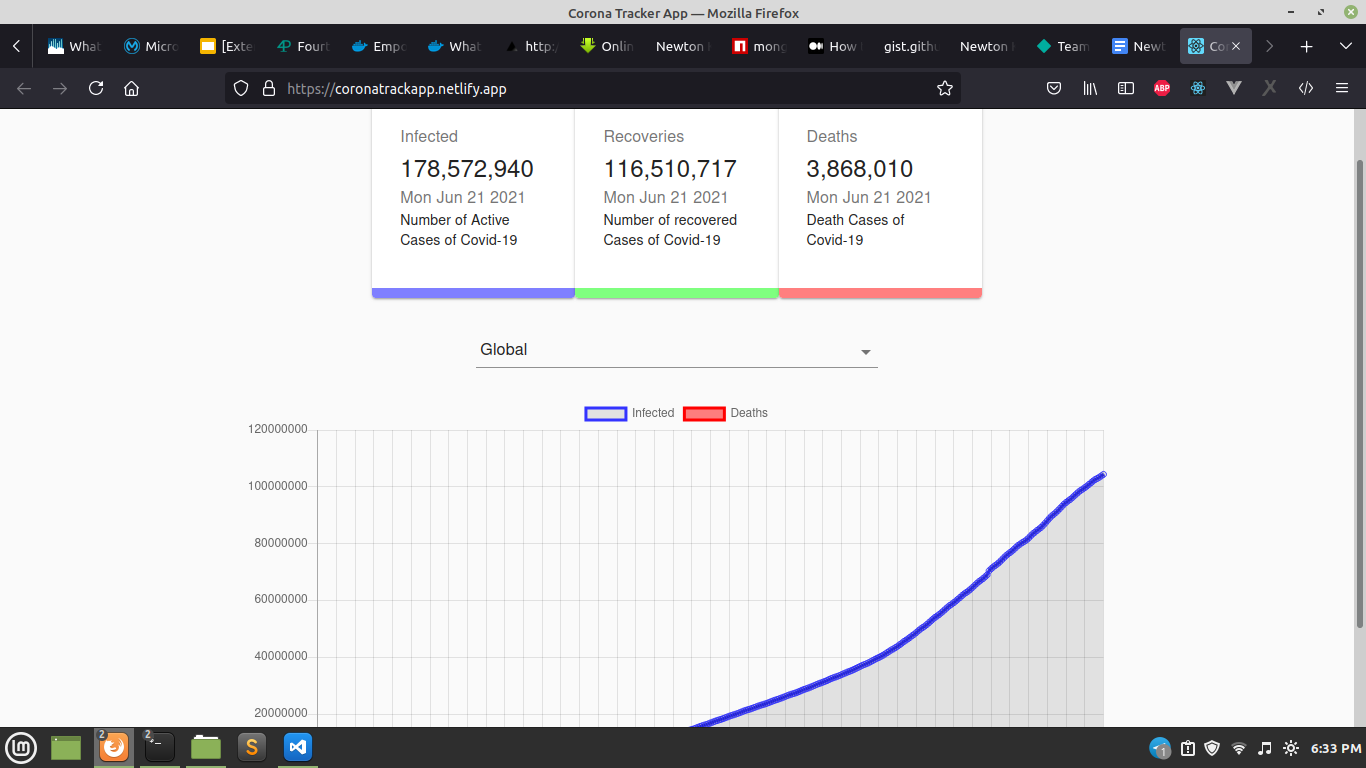 Corona Tracker App — Mozilla Firefox
What Micro [Exte Fourt Empo What http:/ Onlin Newton mong How gist.githu Newton Team Newt Cor
https://coronatrackapp.netlify.app
ABP
Infected Recoveries Deaths
178,572,940 116,510,717 3,868,010
Mon Jun 21 2021 Mon Jun 21 2021 Mon Jun 21 2021
Number of Active Number of recovered Death Cases of
Cases of Covid-19 Cases of Covid-19 Covid-19
Global
Infected Deaths
120000000
100000000
80000000
60000000
40000000
20000000
2 2 S 1 6:33 PM